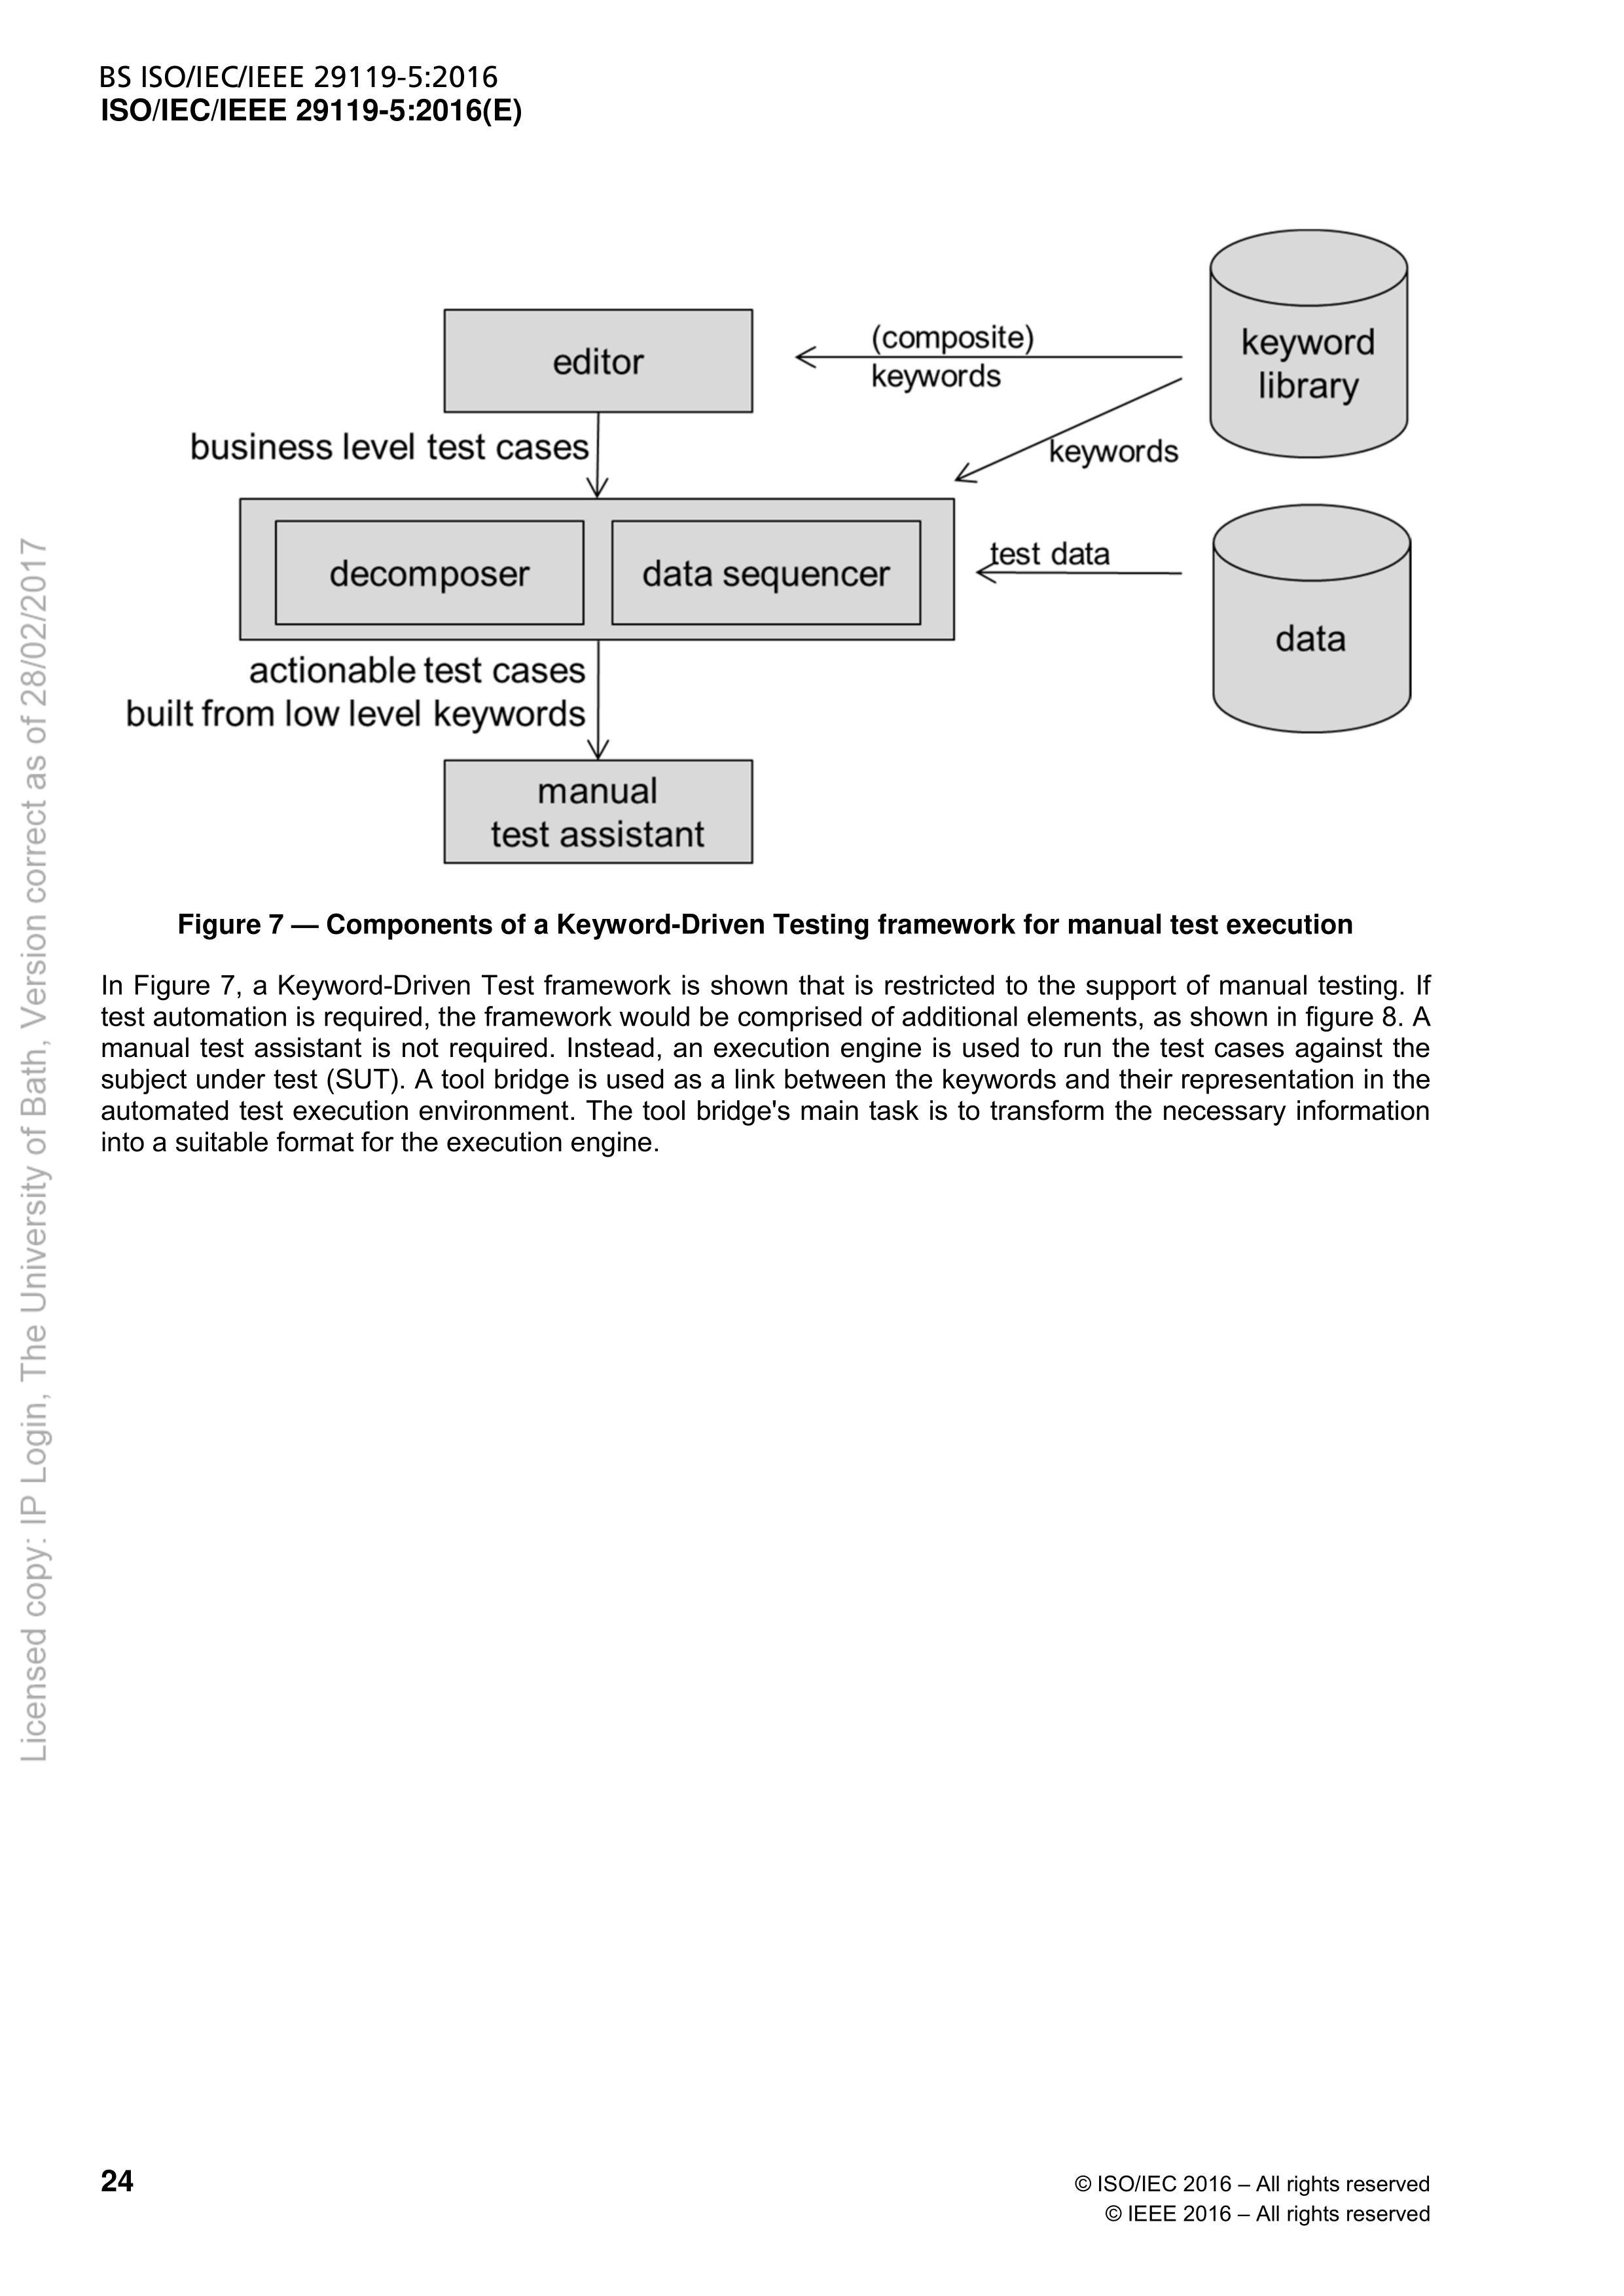 BS ISO/IEC/IEEE 29119-5:2016
ISO/IEC/IEEE 29119-5:2016(E)
editor
(composite)
keywords
keyword
library
business level test cases
keywords
decomposer
data sequencer
test data
data
actionable test cases
built from low level keywords
manual
test assistant
Figure 7 — Components of a Keyword-Driven Testing framework for manual test execution
In Figure 7, a Keyword-Driven Test framework is shown that is restricted to the support of manual testing. If
test automation is required, the framework would be comprised of additional elements, as shown in figure 8. A
manual test assistant is not required. Instead, an execution engine is used to run the test cases against the
subject under test (SUT). A tool bridge is used as a link between the keywords and their representation in the
automated test execution environment. The tool bridge's main task is to transform the necessary information
into a suitable format for the execution engine.
Licensed copy: IP Login, The University of Bath, Version correct as of 28/02/2017
24
© ISO/IEC 2016 – All rights reserved
© IEEE 2016 – All rights reserved